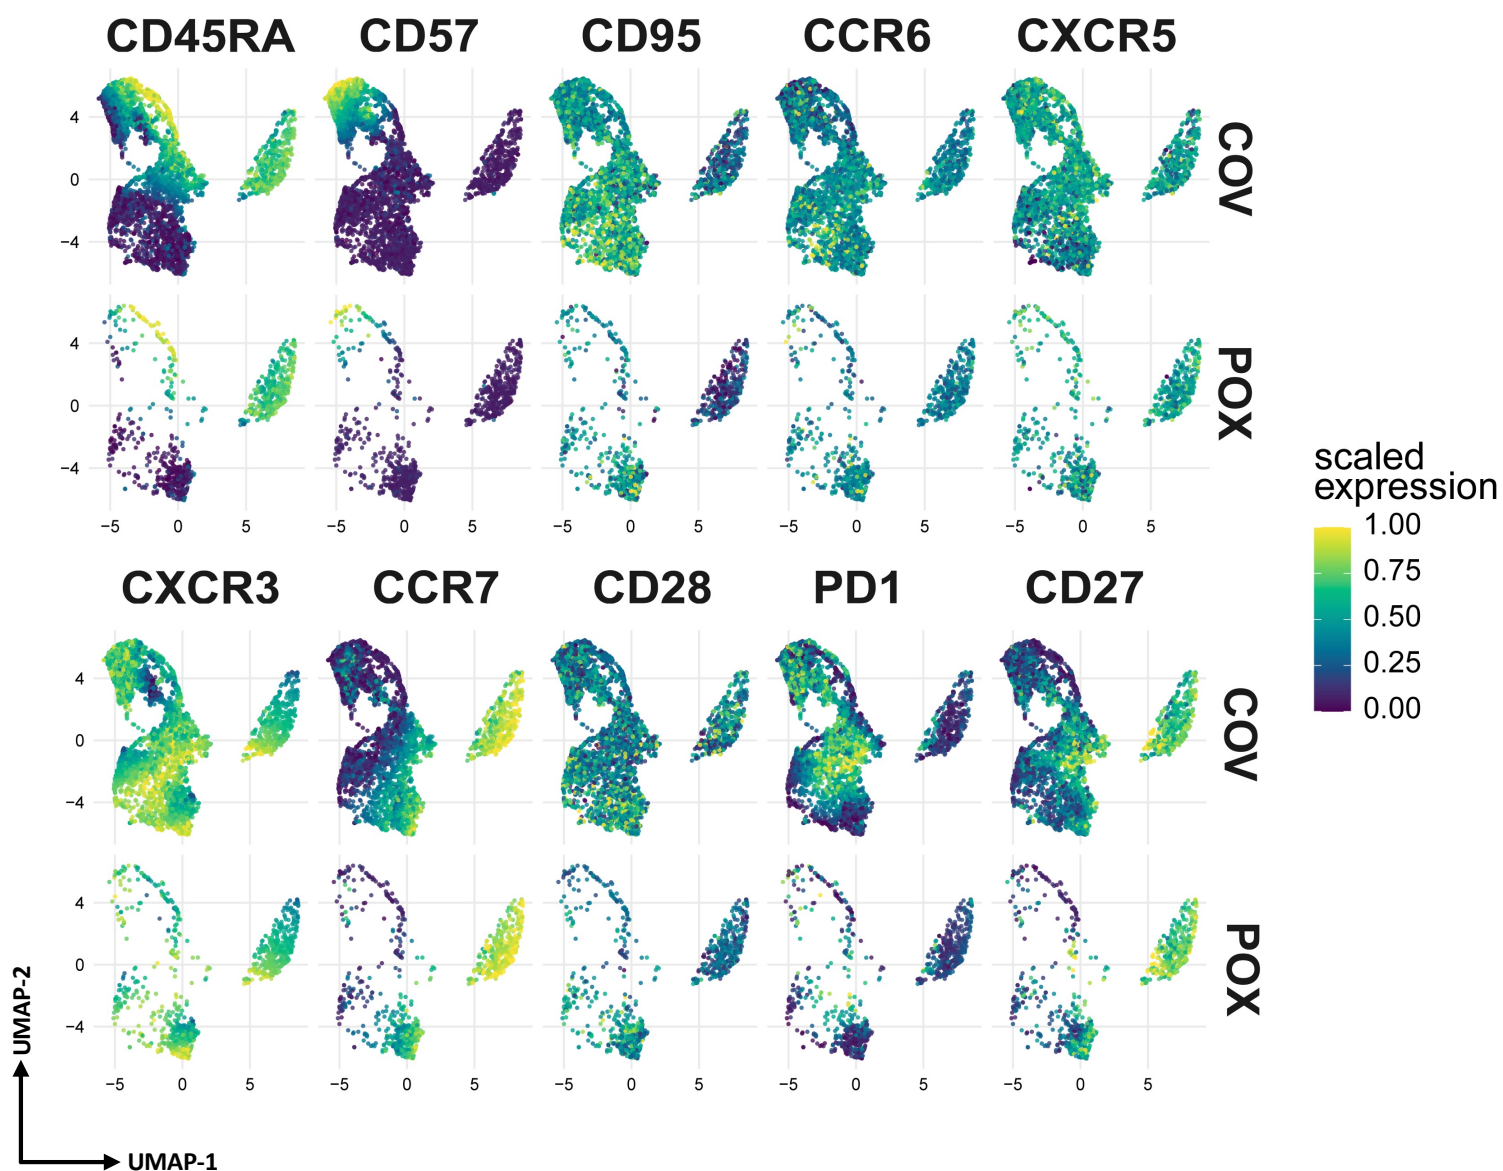 CD45RA CD57 CD95 CCR6 CXCR5
4
0
−4
COV
4
0
−4
POX
−5 0 5 −5 0 5 −5 0 5 −5 0 5 −5 0 5
scaled
expression
1.00
0.75
0.50
0.25
0.00
CXCR3 CCR7 CD28 PD1 CD27
4
0
−4
COV
4
0
−4
POX
−5 0 5 −5 0 5 −5 0 5 −5 0 5 −5 0 5
UMAP-2
UMAP-1